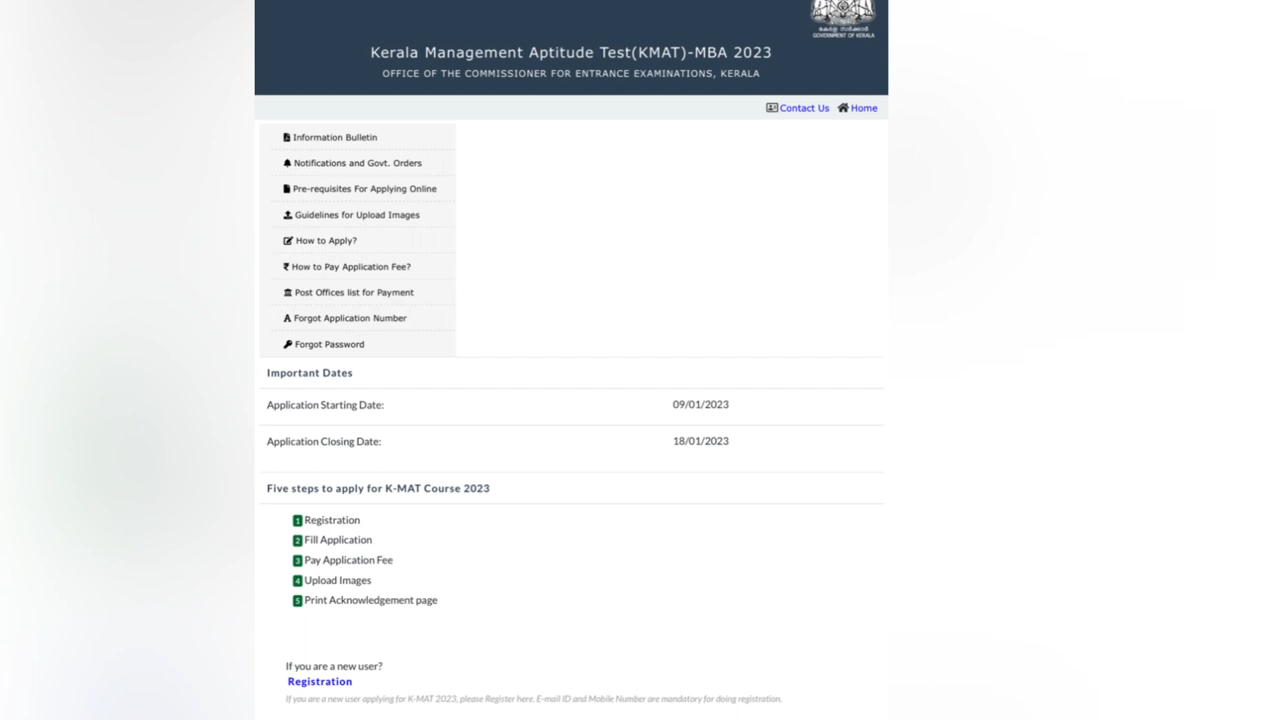 കേരള സർക്കാർ
GOVERNMENT OF KERALA
Kerala Management Aptitude Test(KMAT)-MBA 2023
OFFICE OF THE COMMISSIONER FOR ENTRANCE EXAMINATIONS, KERALA
Contact Us Home
Information Bulletin
Notifications and Govt. Orders
Pre-requisites For Applying Online
Guidelines for Upload Images
How to Apply?
₹ How to Pay Application Fee?
Post Offices list for Payment
A Forgot Application Number
Forgot Password
Important Dates
Application Starting Date: 09/01/2023
Application Closing Date: 18/01/2023
Five steps to apply for K-MAT Course 2023
1 Registration
2 Fill Application
3 Pay Application Fee
4 Upload Images
5 Print Acknowledgement page
If you are a new user?
Registration
If you are a new user applying for K-MAT 2023, please Register here. E-mail ID and Mobile Number are mandatory for doing registration.